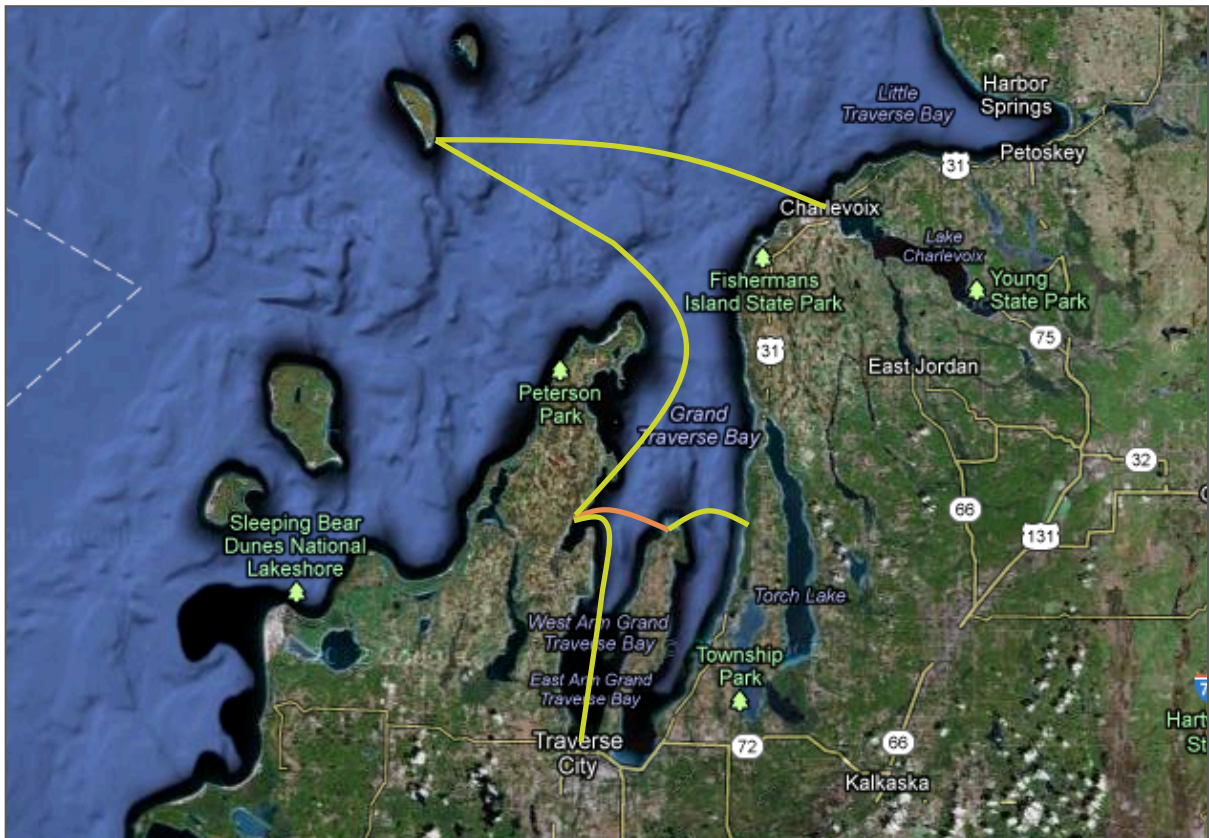 Harbor
Springs
Little
Traverse Bay
Petoskey
31
Charlevoix
Lake
Charlevoix
Fishermans
Island State Park
Young
State Park
75
31
East Jordan
Peterson
Park
Grand
Traverse Bay
32
66
131
Sleeping Bear
Dunes National
Lakeshore
Torch Lake
West Arm Grand
Traverse Bay
Township
Park
East Arm Grand
Traverse Bay
Traverse
City
72
66
Kalkaska